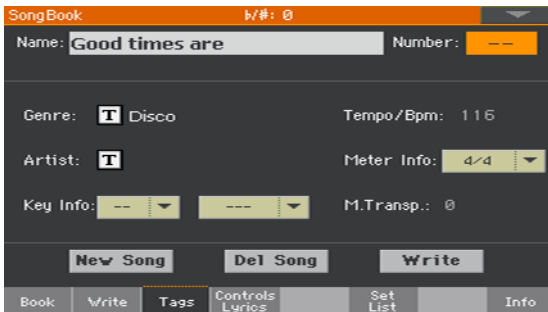 SongBook b/#: 0
Name: Good times are Number: --
Genre: T Disco Tempo/Bpm: 116
Artist: T Meter Info: 4/4
Key Info: -- --- M.Transp.: 0
New Song Del Song Write
Book Write Tags Controls Lyrics Set List Info